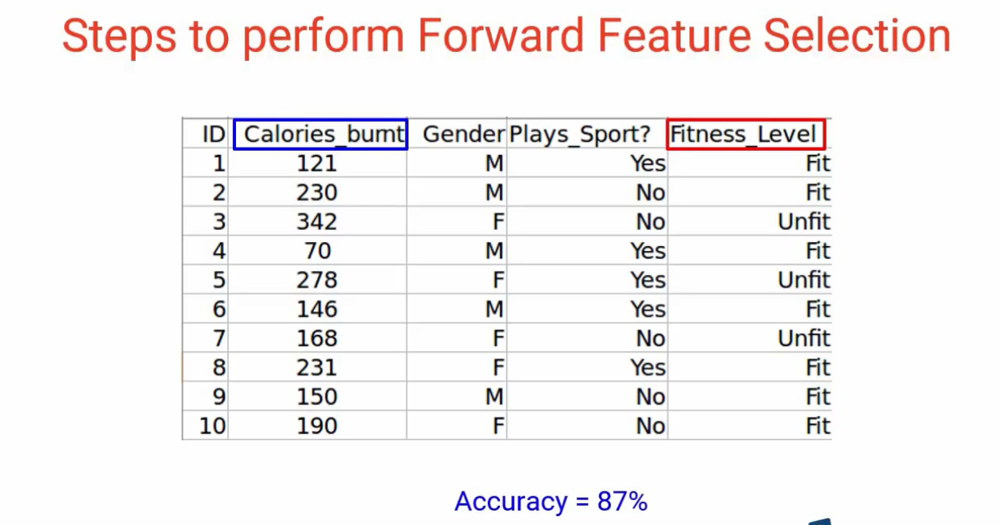 Steps to perform Forward Feature Selection
ID Calories_burnt Gender Plays_Sport? Fitness_Level
1 121 M Yes Fit
2 230 M No Fit
3 342 F No Unfit
4 70 M Yes Fit
5 278 F Yes Unfit
6 146 M Yes Fit
7 168 F No Unfit
8 231 F Yes Fit
9 150 M No Fit
10 190 F No Fit
Accuracy = 87%